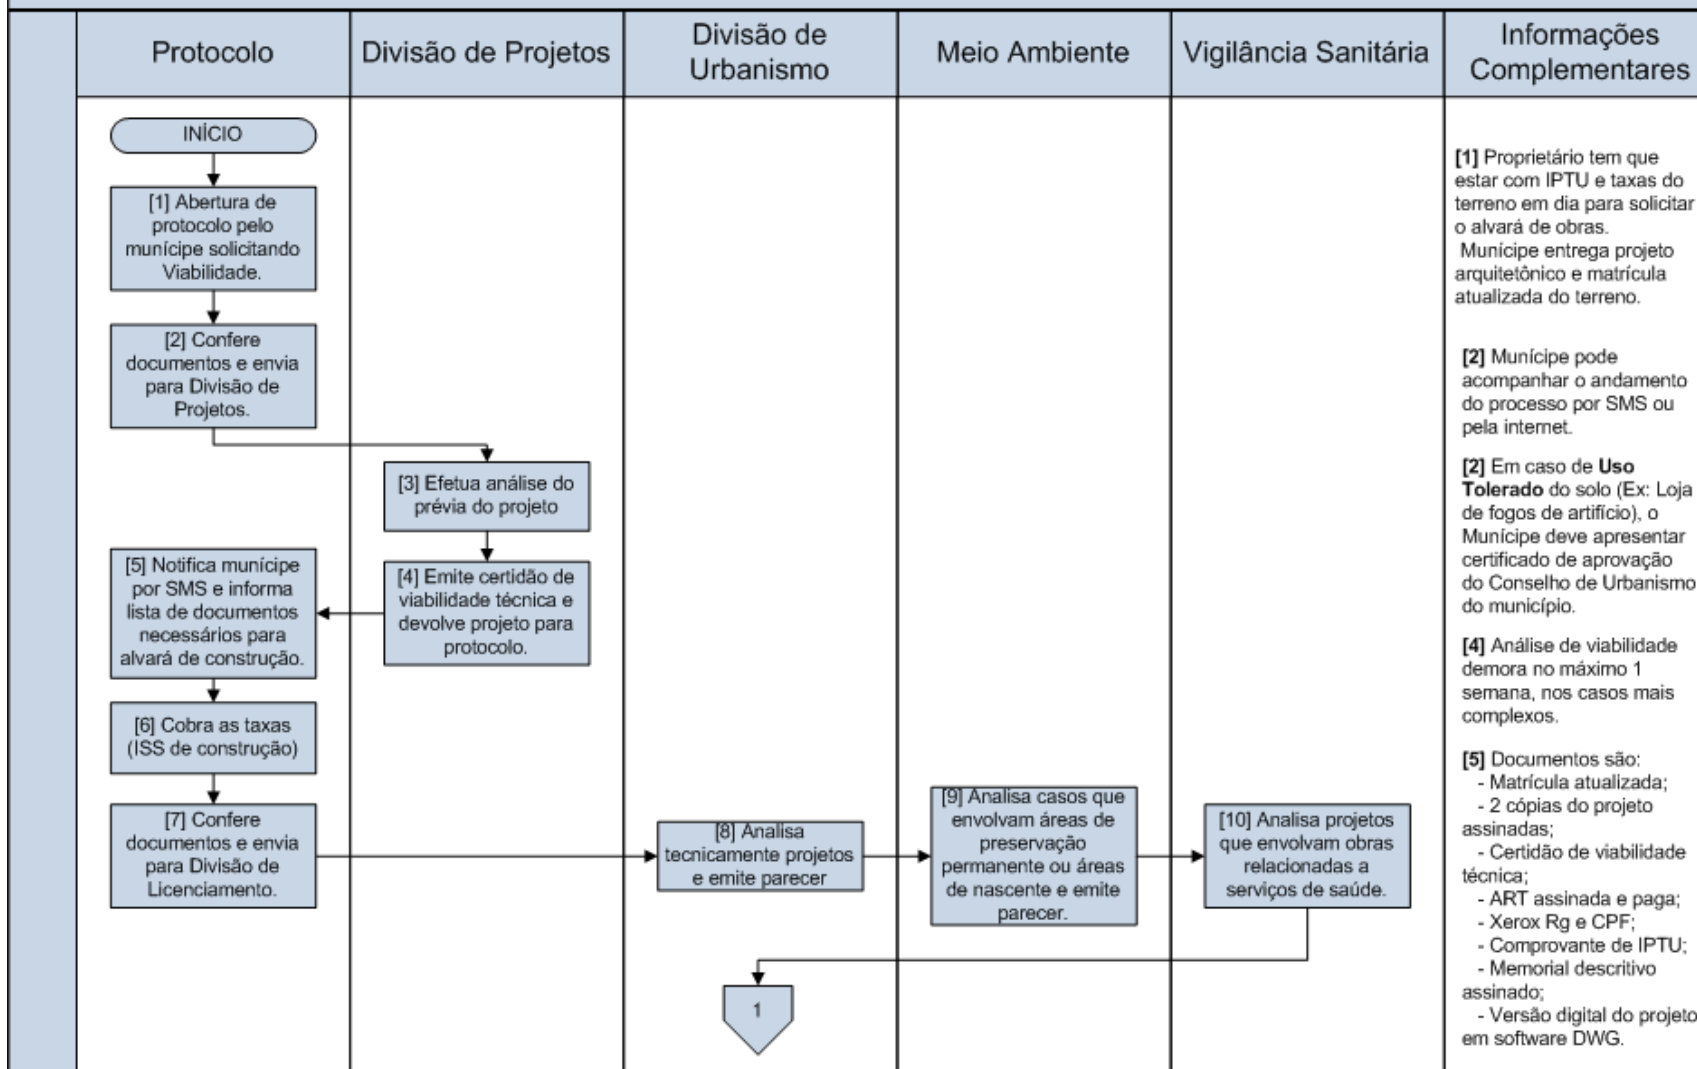 Protocolo
Divisão de Projetos
Divisão de
Urbanismo
Meio Ambiente
Vigilância Sanitária
Informações
Complementares
INÍCIO
[1] Abertura de
protocolo pelo
munícipe solicitando
Viabilidade.
[2] Confere
documentos e envia
para Divisão de
Projetos.
[3] Efetua análise do
prévia do projeto
[4] Emite certidão de
viabilidade técnica e
devolve projeto para
protocolo.
[5] Notifica munícipe
por SMS e informa
lista de documentos
necessários para
alvará de construção.
[6] Cobra as taxas
(ISS de construção)
[7] Confere
documentos e envia
para Divisão de
Licenciamento.
[8] Analisa
tecnicamente projetos
e emite parecer
[9] Analisa casos que
envolvam áreas de
preservação
permanente ou áreas
de nascente e emite
parecer.
[10] Analisa projetos
que envolvam obras
relacionadas a
serviços de saúde.
1
[1] Proprietário tem que
estar com IPTU e taxas do
terreno em dia para solicitar
o alvará de obras.
Munícipe entrega projeto
arquitetônico e matrícula
atualizada do terreno.
[2] Munícipe pode
acompanhar o andamento
do processo por SMS ou
pela internet.
[2] Em caso de Uso
Tolerado do solo (Ex: Loja
de fogos de artifício), o
Munícipe deve apresentar
certificado de aprovação
do Conselho de Urbanismo
do município.
[4] Análise de viabilidade
demora no máximo 1
semana, nos casos mais
complexos.
[5] Documentos são:
- Matrícula atualizada;
- 2 cópias do projeto
assinadas;
- Certidão de viabilidade
técnica;
- ART assinada e paga;
- Xerox Rg e CPF;
- Comprovante de IPTU;
- Memorial descritivo
assinado;
- Versão digital do projeto
em software DWG.